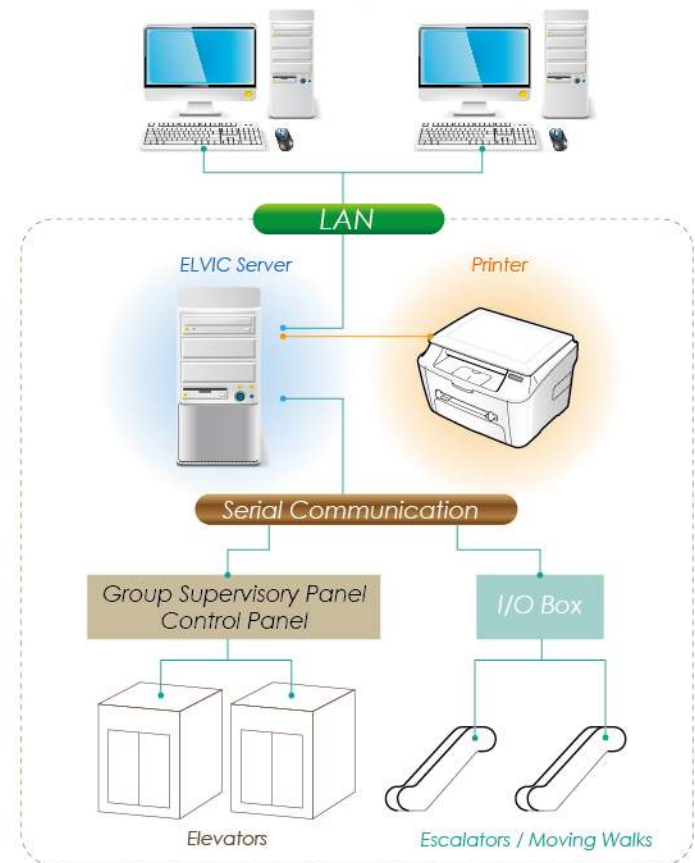 LAN
ELVIC Server
Printer
Serial Communication
Group Supervisory Panel
Control Panel
I/O Box
Elevators
Escalators / Moving Walks